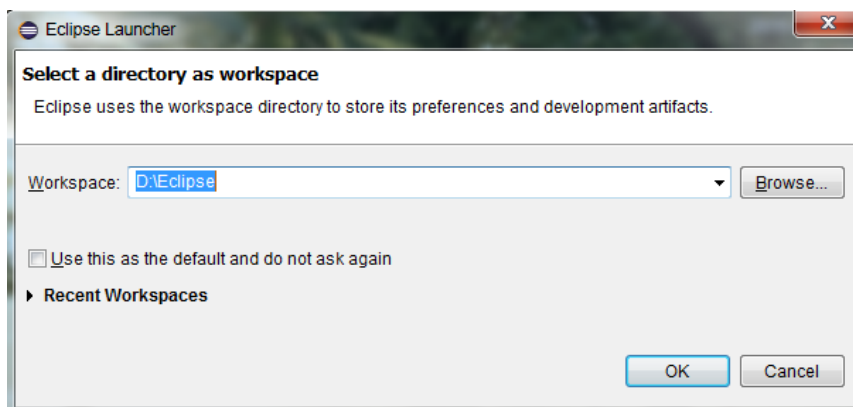 Eclipse Launcher
Select a directory as workspace
Eclipse uses the workspace directory to store its preferences and development artifacts.
Workspace: D:\Eclipse Browse...
Use this as the default and do not ask again
Recent Workspaces
OK Cancel